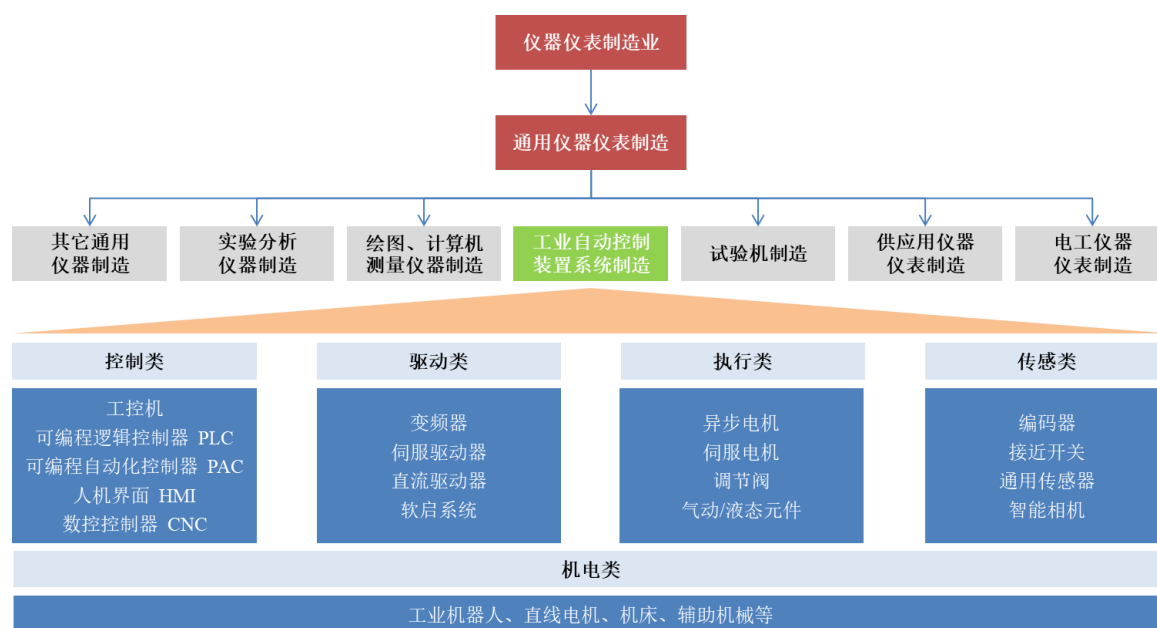 仪器仪表制造业
通用仪器仪表制造
其它通用
仪器制造
实验分析
仪器制造
绘图、计算机
测量仪器制造
工业自动控制
装置系统制造
试验机制造
供应用仪器
仪表制造
电工仪器
仪表制造
控制类
工控机
可编程逻辑控制器 PLC
可编程自动化控制器 PAC
人机界面 HMI
数控控制器 CNC
驱动类
变频器
伺服驱动器
直流驱动器
软启系统
执行类
异步电机
伺服电机
调节阀
气动/液态元件
传感类
编码器
接近开关
通用传感器
智能相机
机电类
工业机器人、直线电机、机床、辅助机械等